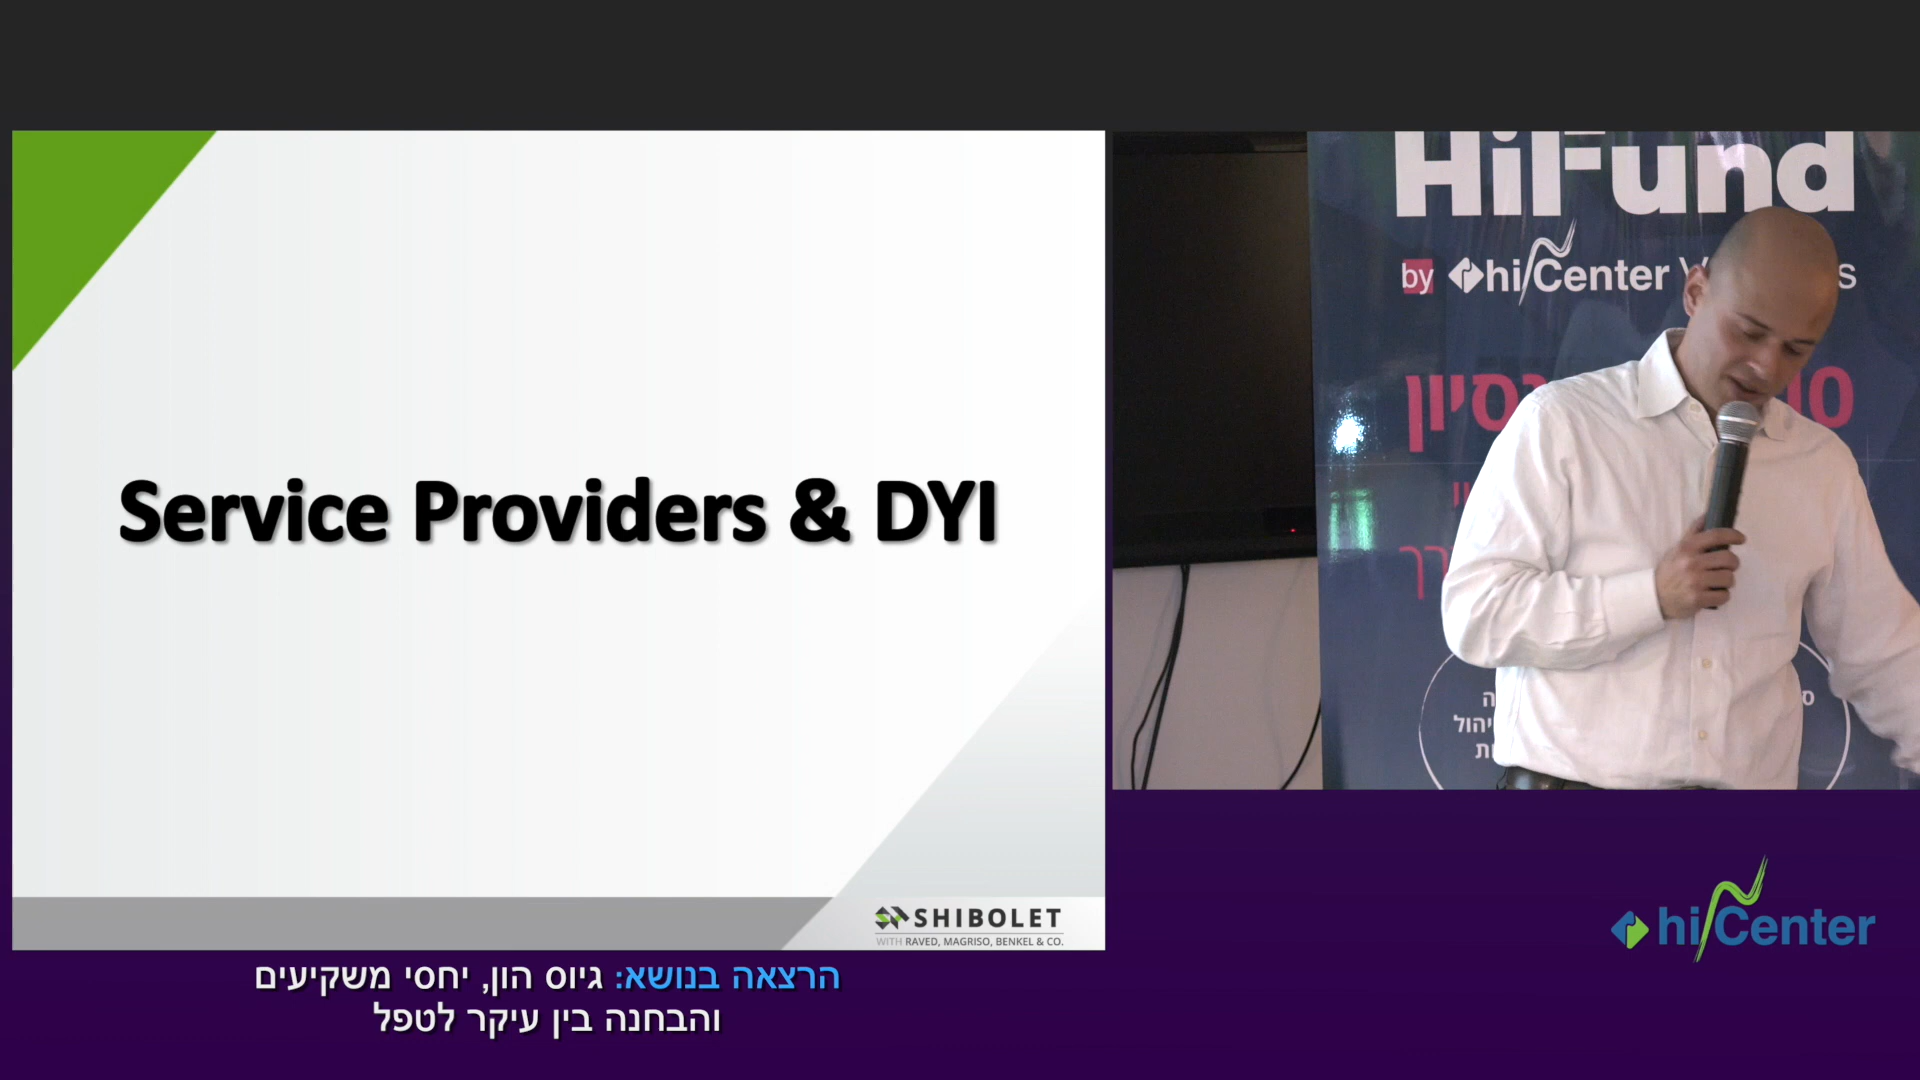 Service Providers & DYI
SHIBOLET
WITH RAVED, MAGRISO, BENKEL & CO.
HiFund
by hiCenter
hiCenter
הרצאה בנושא: גיוס הון, יחסי משקיעים
והבחנה בין עיקר לטפל